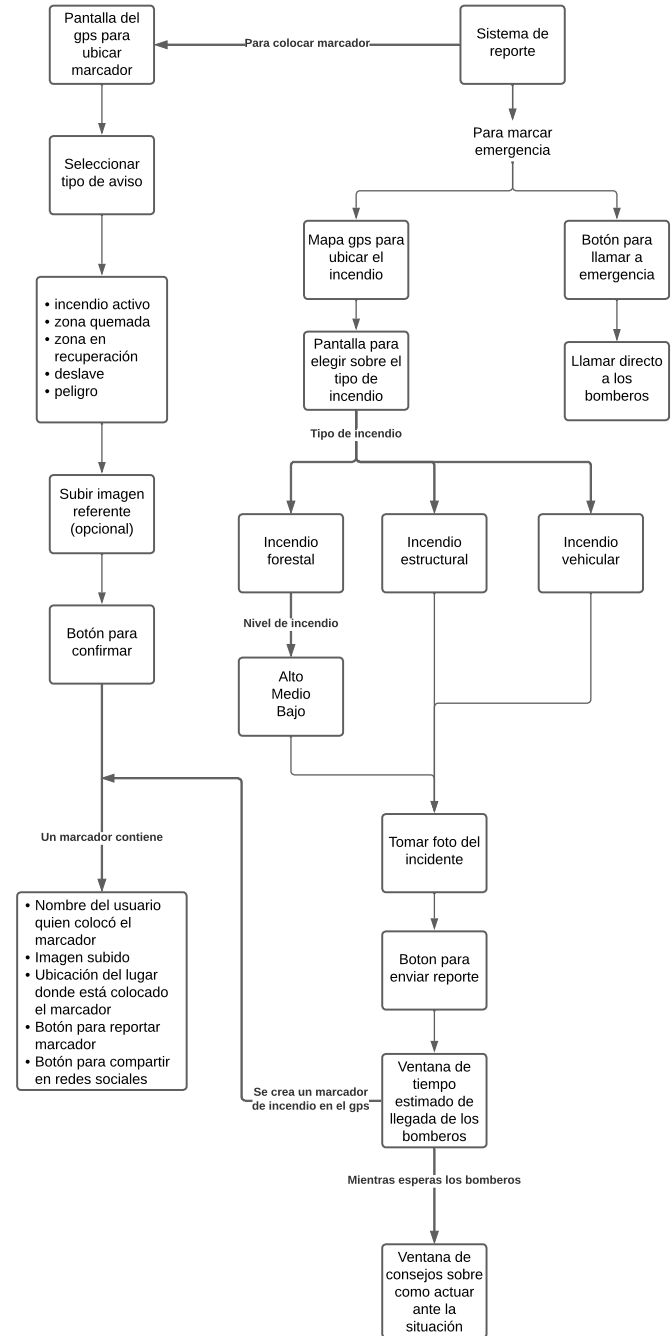 Pantalla del
gps para
ubicar
marcador
Para colocar marcador
Sistema de
reporte
Para marcar
emergencia
Seleccionar
tipo de aviso
Mapa gps para
ubicar el
incendio
Botón para
llamar a
emergencia
• incendio activo
• zona quemada
• zona en
recuperación
• deslave
• peligro
Pantalla para
elegir sobre el
tipo de
incendio
Llamar directo
a los
bomberos
Tipo de incendio
Subir imagen
referente
(opcional)
Incendio
forestal
Incendio
estructural
Incendio
vehicular
Botón para
confirmar
Nivel de incendio
Alto
Medio
Bajo
Un marcador contiene
Tomar foto del
incidente
• Nombre del usuario
quien colocó el
marcador
• Imagen subido
• Ubicación del lugar
donde está colocado
el marcador
• Botón para reportar
marcador
• Botón para compartir
en redes sociales
Boton para
enviar reporte
Se crea un marcador
de incendio en el gps
Ventana de
tiempo
estimado de
llegada de los
bomberos
Mientras esperas los bomberos
Ventana de
consejos sobre
como actuar
ante la
situación